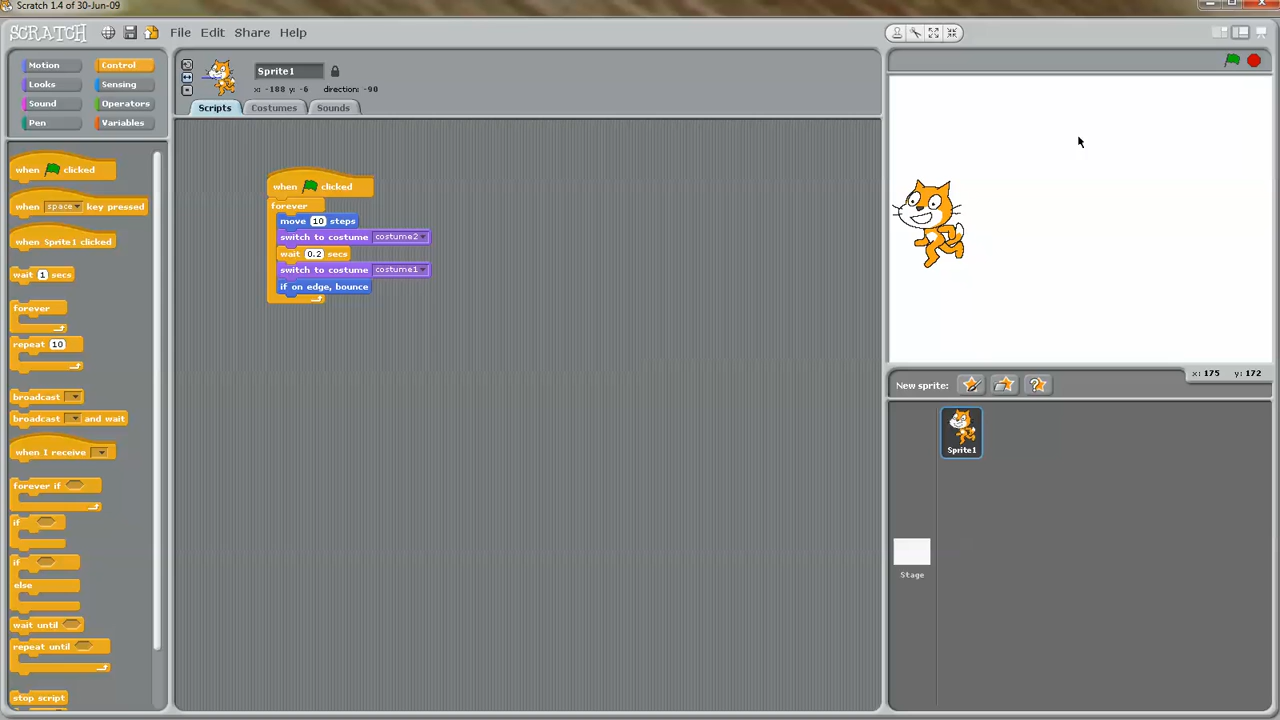 Scratch 1.4 of 30-Jun-09
SCRATCH File Edit Share Help
Motion Control
Looks Sensing
Sound Operators
Pen Variables
Sprite1
x: -188 y: -6 direction: -90
Scripts Costumes Sounds
when clicked
when space key pressed
when Sprite1 clicked
wait 1 secs
forever
repeat 10
broadcast
broadcast and wait
when I receive
forever if
if
if
else
wait until
repeat until
stop script
when clicked
forever
move 10 steps
switch to costume costume2
wait 0.2 secs
switch to costume costume1
if on edge, bounce
x: 175 y: 172
New sprite:
Sprite1
Stage